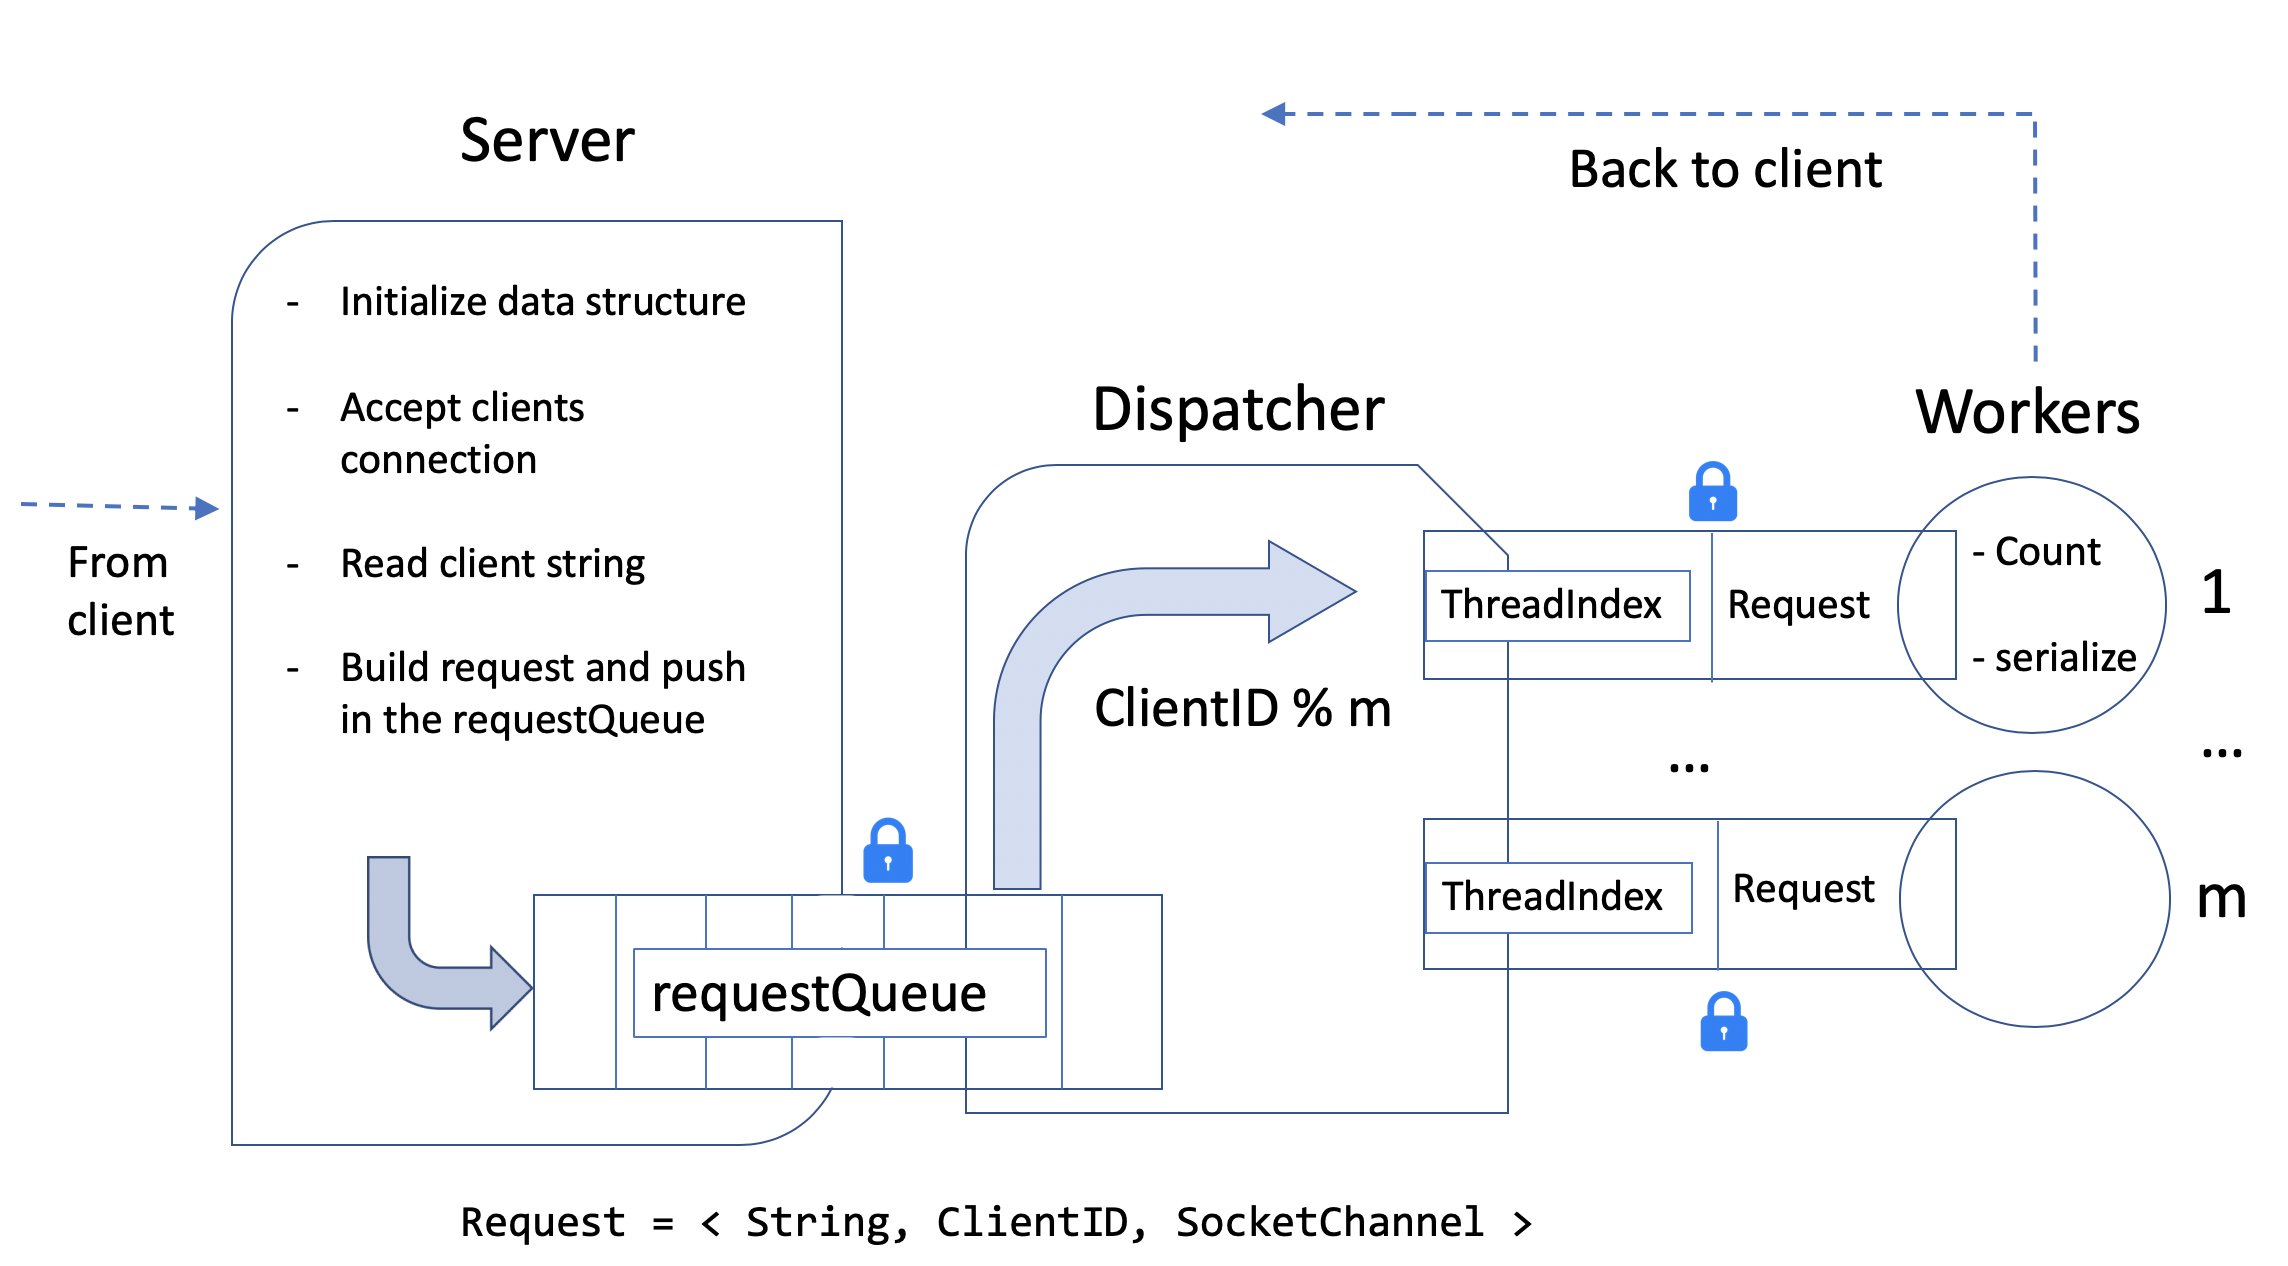 Server
- Initialize data structure
- Accept clients
connection
- Read client string
- Build request and push
in the requestQueue
From
client
requestQueue
Back to client
Dispatcher
ClientID % m
Workers
ThreadIndex
Request
- Count
- serialize
1
...
...
ThreadIndex
Request
m
Request = < String, ClientID, SocketChannel >